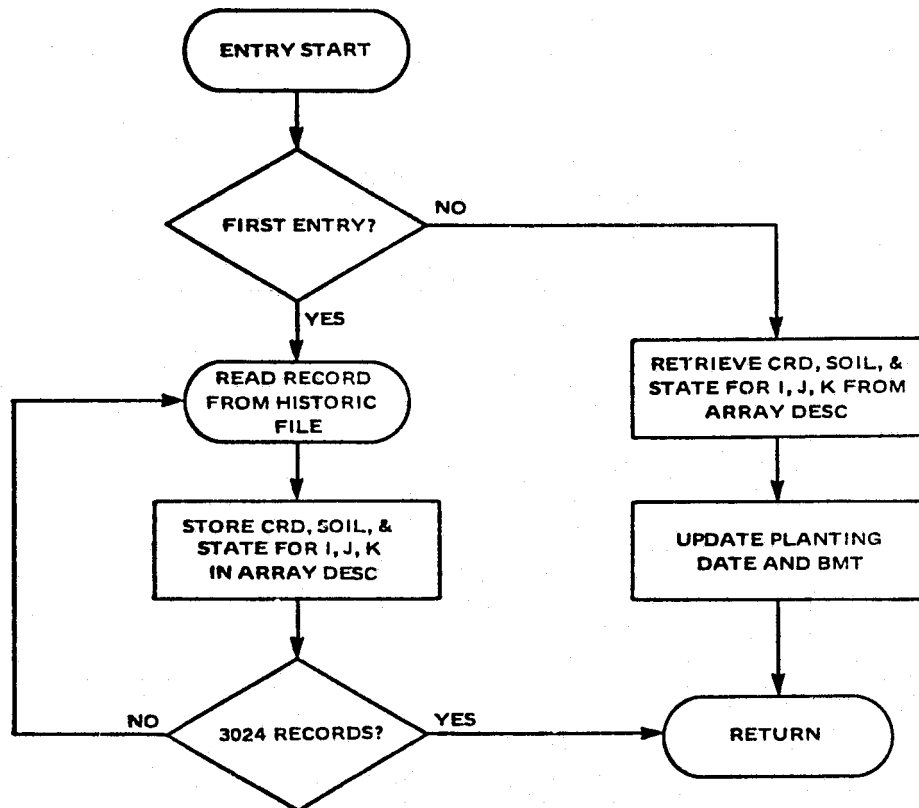 ENTRY START
FIRST ENTRY?
NO
YES
READ RECORD
FROM HISTORIC
FILE
RETRIEVE CRD, SOIL, &
STATE FOR I, J, K FROM
ARRAY DESC
STORE CRD, SOIL, &
STATE FOR I, J, K
IN ARRAY DESC
UPDATE PLANTING
DATE AND BMT
3024 RECORDS?
NO
YES
RETURN